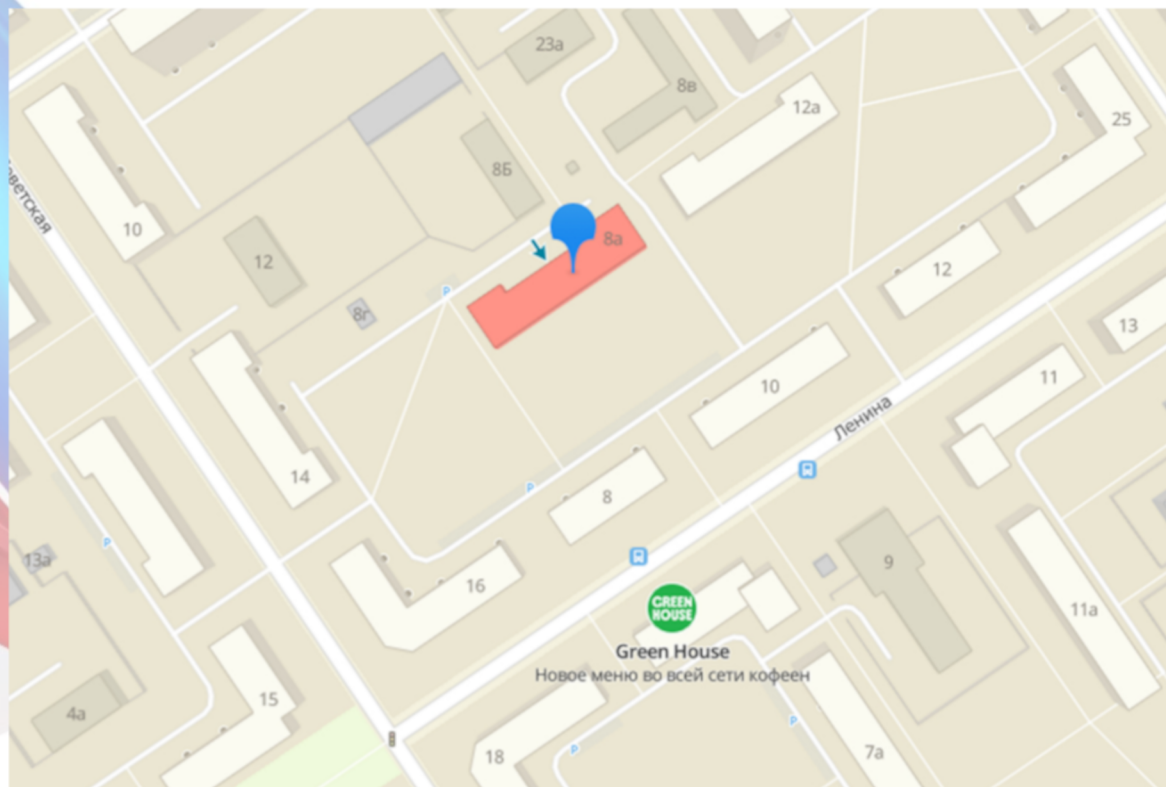 23а
8в
12а
25
8Б
10
12
8а
12
8г
13
11
10
Ленина
14
8
9
13а
16
11а
GREEN
HOUSE
Green House
Новое меню во всей сети кофеен
15
4а
18
7а
P
P
P
P
P